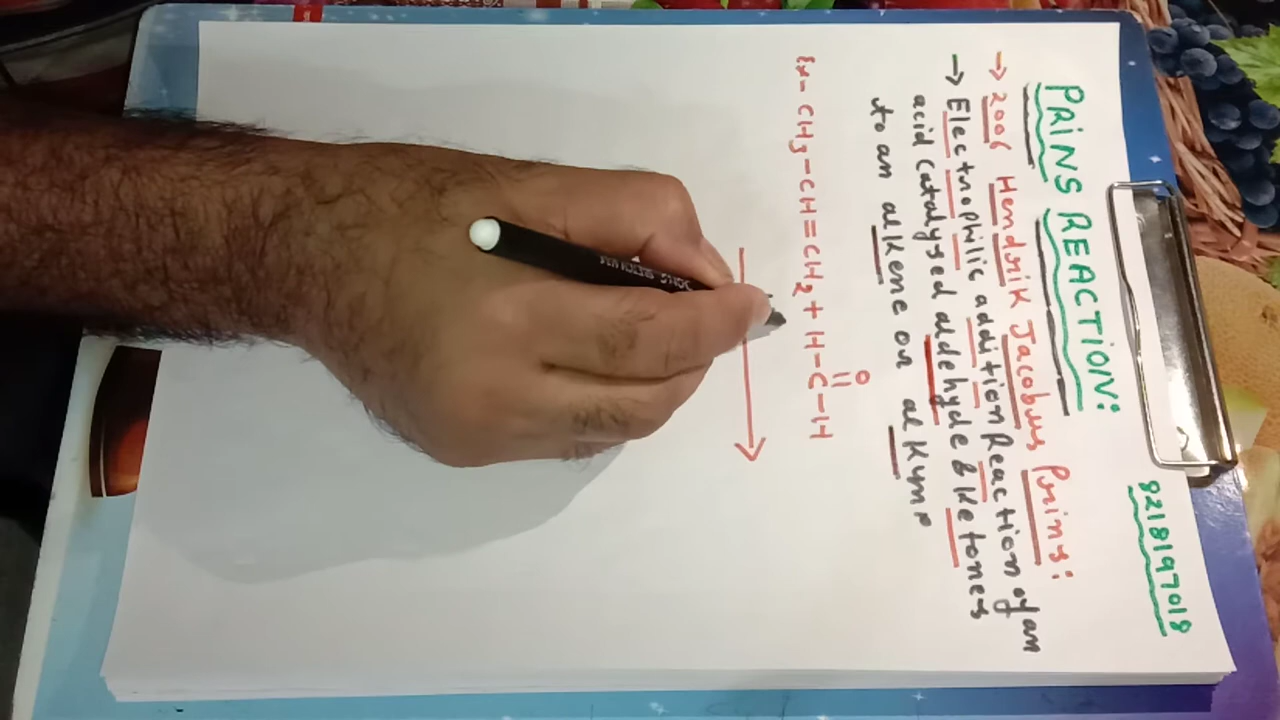 9218197018
PRINS REACTION:
→ 2006 Hendrik Jacobus Prins:
→ Electrophilic addition Reaction of an
acid catalysed aldehyde & Ketones
to an alkene or alkyne
Ex- CH3-CH=CH2 + H-C-H
O